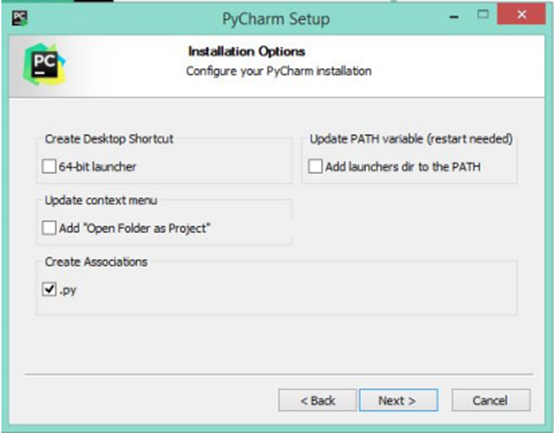 PC
PyCharm Setup
PC
Installation Options
Configure your PyCharm installation
Create Desktop Shortcut
64-bit launcher
Update PATH variable (restart needed)
Add launchers dir to the PATH
Update context menu
Add "Open Folder as Project"
Create Associations
.py
< Back
Next >
Cancel